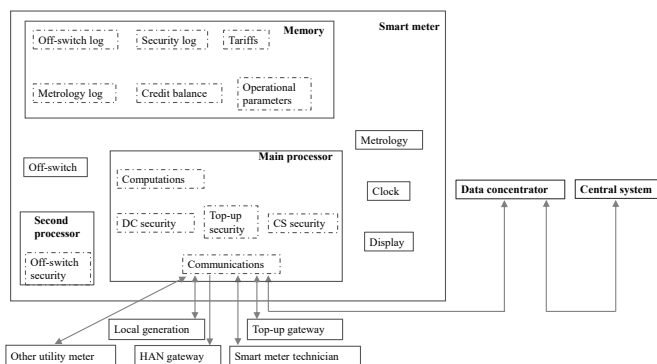 Memory
Smart meter
Off-switch log
Security log
Tariffs
Metrology log
Credit balance
Operational
parameters
Metrology
Main processor
Off-switch
Computations
Clock
Data concentrator
Central system
Second
processor
DC security
Top-up
security
CS security
Display
Off-switch
security
Communications
Local generation
Top-up gateway
Other utility meter
HAN gateway
Smart meter technician